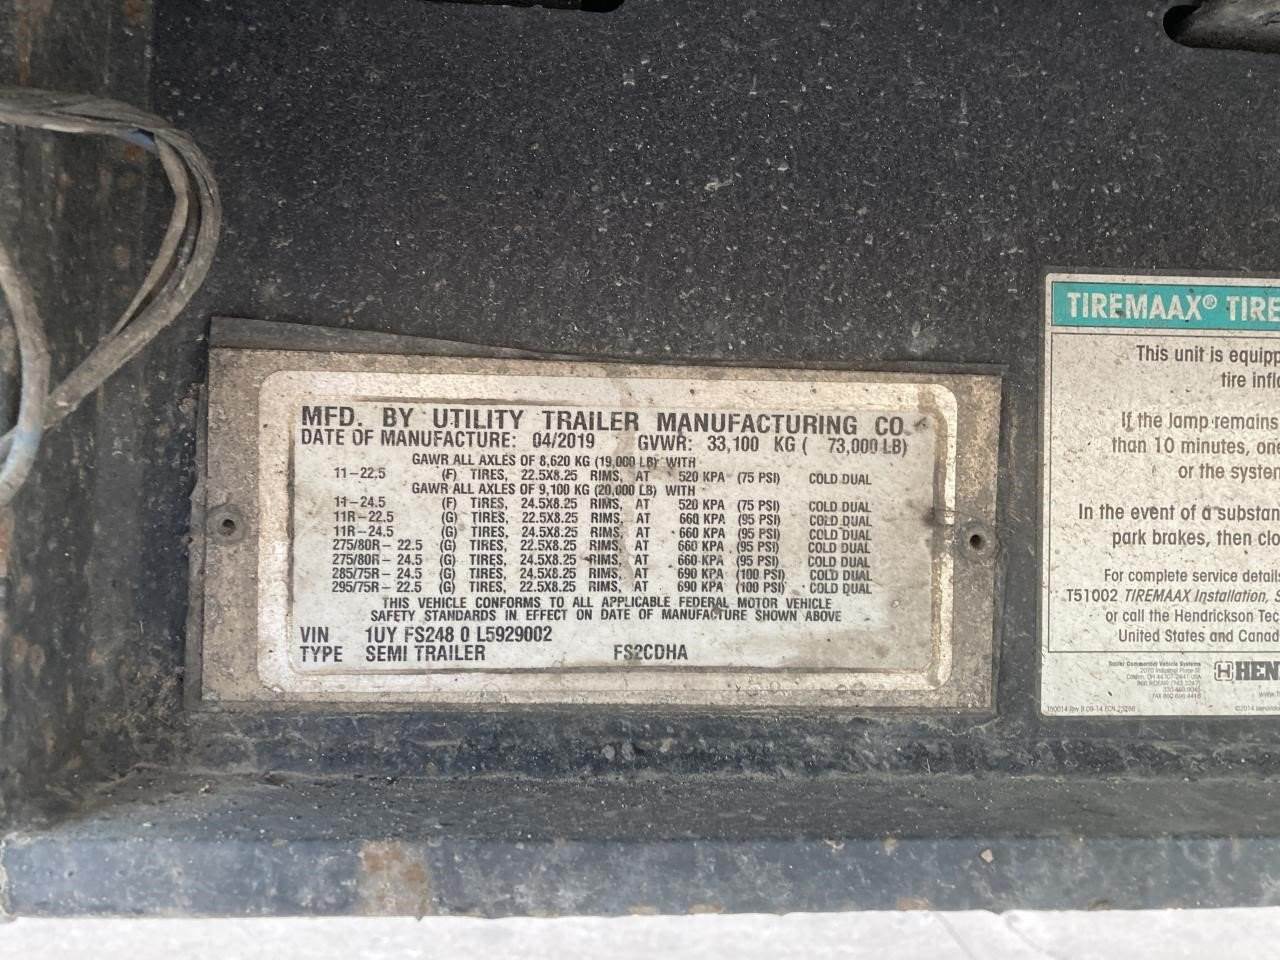 MFD. BY UTILITY TRAILER MANUFACTURING CO.
DATE OF MANUFACTURE: 04/2019 GVWR: 33,100 KG ( 73,000 LB)
GAWR ALL AXLES OF 8,620 KG (19,000 LB) WITH
11-22.5 (F) TIRES, 22.5X8.25 RIMS, AT 520 KPA (75 PSI) COLD DUAL
GAWR ALL AXLES OF 9,100 KG (20,000 LB) WITH
11-24.5 (F) TIRES, 24.5X8.25 RIMS, AT 520 KPA (75 PSI) COLD DUAL
11R-22.5 (G) TIRES, 22.5X8.25 RIMS, AT 660 KPA (95 PSI) COLD DUAL
11R-24.5 (G) TIRES, 24.5X8.25 RIMS, AT 660 KPA (95 PSI) COLD DUAL
275/80R- 22.5 (G) TIRES, 22.5X8.25 RIMS, AT 660 KPA (95 PSI) COLD DUAL
275/80R- 24.5 (G) TIRES, 24.5X8.25 RIMS, AT 660 KPA (95 PSI) COLD DUAL
285/75R- 24.5 (G) TIRES, 24.5X8.25 RIMS, AT 690 KPA (100 PSI) COLD DUAL
295/75R- 22.5 (G) TIRES, 22.5X8.25 RIMS, AT 690 KPA (100 PSI) COLD DUAL
THIS VEHICLE CONFORMS TO ALL APPLICABLE FEDERAL MOTOR VEHICLE
SAFETY STANDARDS IN EFFECT ON DATE OF MANUFACTURE SHOWN ABOVE
VIN 1UY FS248 0 L5929002
TYPE SEMI TRAILER FS2CDHA
TIREMAAX® TIRE
This unit is equipp
tire infla
If the lamp remains
than 10 minutes, one
or the system
In the event of a substan
park brakes, then clo
For complete service details
T51002 TIREMAAX Installation, S
or call the Hendrickson Tec
United States and Canada
Trailer Commercial Vehicle Systems
HEN